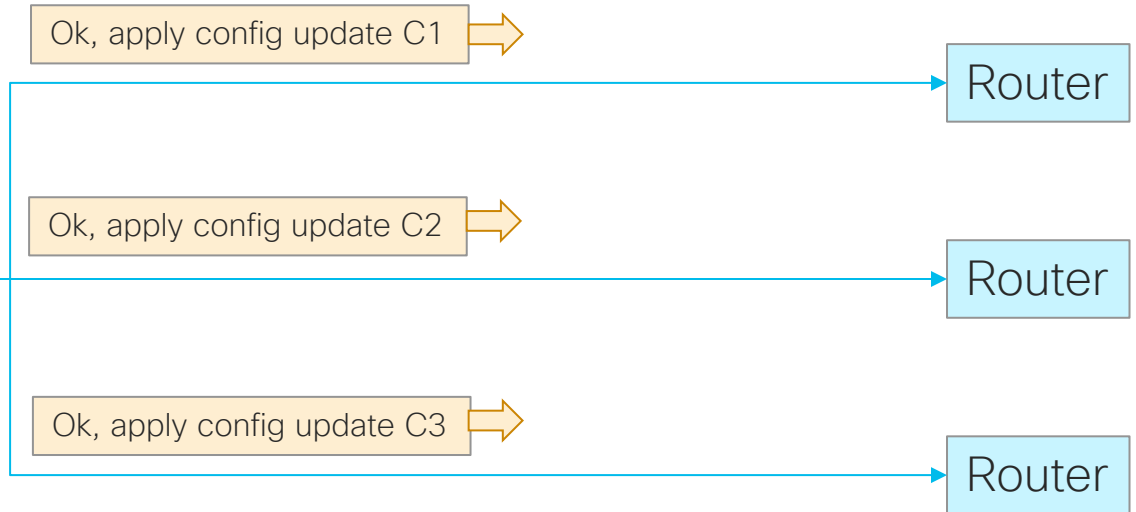 Ok, apply config update C1
Router
Ok, apply config update C2
Router
Ok, apply config update C3
Router